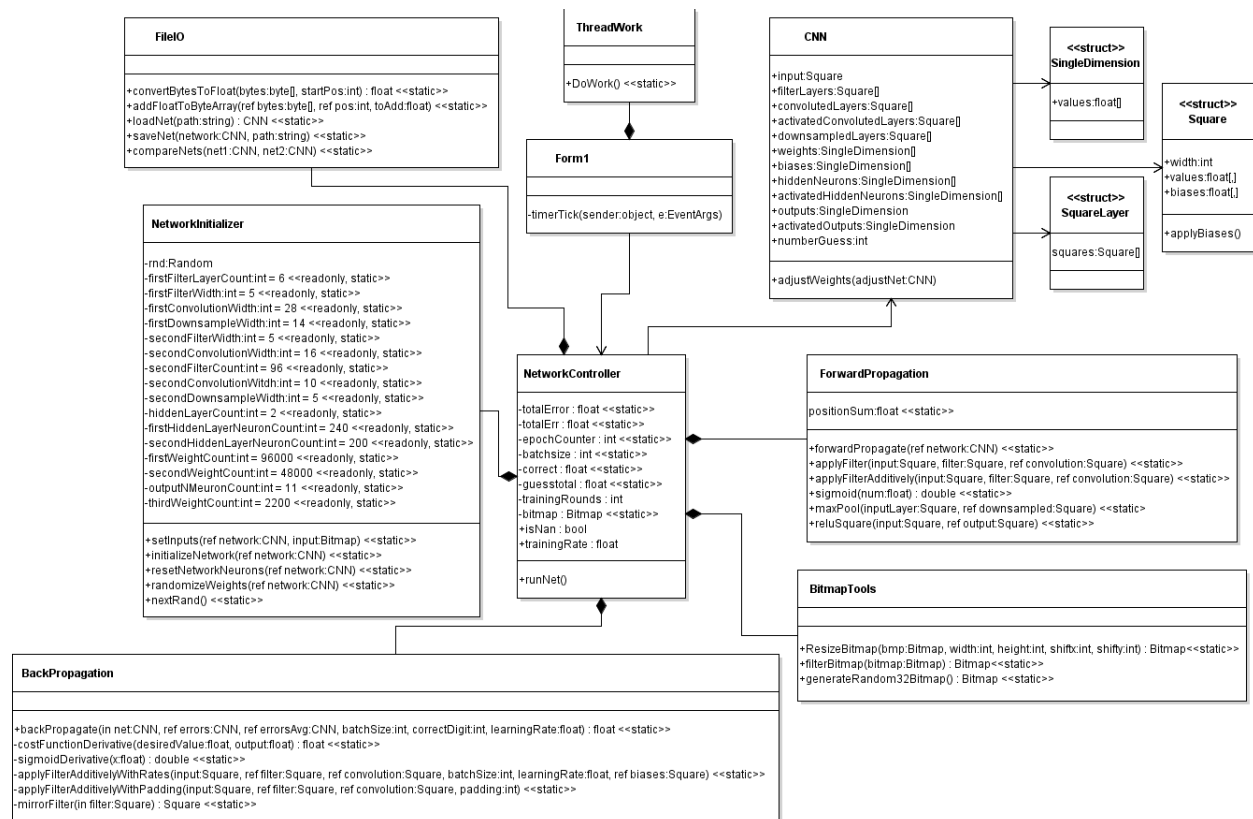 FileIO
+convertBytesToFloat(bytes:byte[], startPos:int) : float <<static>>
+addFloatToByteArray(ref bytes:byte[], ref pos:int, toAdd:float) <<static>>
+loadNet(path:string) : CNN <<static>>
+saveNet(network:CNN, path:string) <<static>>
+compareNets(net1:CNN, net2:CNN) <<static>>
ThreadWork
+DoWork() <<static>>
Form1
-timerTick(sender:object, e:EventArgs)
CNN
+input:Square
+filterLayers:Square[]
+convolutedLayers:Square[]
+activatedConvolutedLayers:Square[]
+downsampledLayers:Square[]
+weights:SingleDimension[]
+biases:SingleDimension[]
+hiddenNeurons:SingleDimension[]
+activatedHiddenNeurons:SingleDimension[]
+outputs:SingleDimension
+activatedOutputs:SingleDimension
+numberGuess:int
+adjustWeights(adjustNet:CNN)
<<struct>>
SingleDimension
+values:float[]
<<struct>>
Square
+width:int
+values:float[,]
+biases:float[,]
+applyBiases()
<<struct>>
SquareLayer
squares:Square[]
NetworkInitializer
-rnd:Random
-firstFilterLayerCount:int = 6 <<readonly, static>>
-firstFilterWidth:int = 5 <<readonly, static>>
-firstConvolutionWidth:int = 28 <<readonly, static>>
-firstDownsampleWidth:int = 14 <<readonly, static>>
-secondFilterWidth:int = 5 <<readonly, static>>
-secondConvolutionWidth:int = 16 <<readonly, static>>
-secondFilterCount:int = 96 <<readonly, static>>
-secondConvolutionWitdh:int = 10 <<readonly, static>>
-secondDownsampleWidth:int = 5 <<readonly, static>>
-hiddenLayerCount:int = 2 <<readonly, static>>
-firstHiddenLayerNeuronCount:int = 240 <<readonly, static>>
-secondHiddenLayerNeuronCount:int = 200 <<readonly, static>>
-firstWeightCount:int = 96000 <<readonly, static>>
-secondWeightCount:int = 48000 <<readonly, static>>
-outputNMeuronCount:int = 11 <<readonly, static>>
-thirdWeightCount:int = 2200 <<readonly, static>>
+setInputs(ref network:CNN, input:Bitmap) <<static>>
+initializeNetwork(ref network:CNN) <<static>>
+resetNetworkNeurons(ref network:CNN) <<static>>
+randomizeWeights(ref network:CNN) <<static>>
+nextRand() <<static>>
NetworkController
-totalError : float <<static>>
-totalErr : float <<static>>
-epochCounter : int <<static>>
-batchsize : int <<static>>
-correct : float <<static>>
-guesstotal : float <<static>>
-trainingRounds : int
-bitmap : Bitmap <<static>>
+isNan : bool
+trainingRate : float
+runNet()
ForwardPropagation
positionSum:float <<static>>
+forwardPropagate(ref network:CNN) <<static>>
+applyFilter(input:Square, filter:Square, ref convolution:Square) <<static>>
+applyFilterAdditively(input:Square, filter:Square, ref convolution:Square) <<static>>
+sigmoid(num:float) : double <<static>>
+maxPool(inputLayer:Square, ref downsampled:Square) <<static>
+reluSquare(input:Square, ref output:Square) <<static>>
BitmapTools
+ResizeBitmap(bmp:Bitmap, width:int, height:int, shiftx:int, shifty:int) : Bitmap<<static>>
+filterBitmap(bitmap:Bitmap) : Bitmap<<static>>
+generateRandom32Bitmap() : Bitmap <<static>>
BackPropagation
+backPropagate(in net:CNN, ref errors:CNN, ref errorsAvg:CNN, batchSize:int, correctDigit:int, learningRate:float) : float <<static>>
-costFunctionDerivative(desiredValue:float, output:float) : float <<static>>
-sigmoidDerivative(x:float) : double <<static>>
-applyFilterAdditivelyWithRates(input:Square, ref filter:Square, ref convolution:Square, batchSize:int, learningRate:float, ref biases:Square) <<static>>
-applyFilterAdditivelyWithPadding(input:Square, ref filter:Square, ref convolution:Square, padding:int) <<static>>
-mirrorFilter(in filter:Square) : Square <<static>>